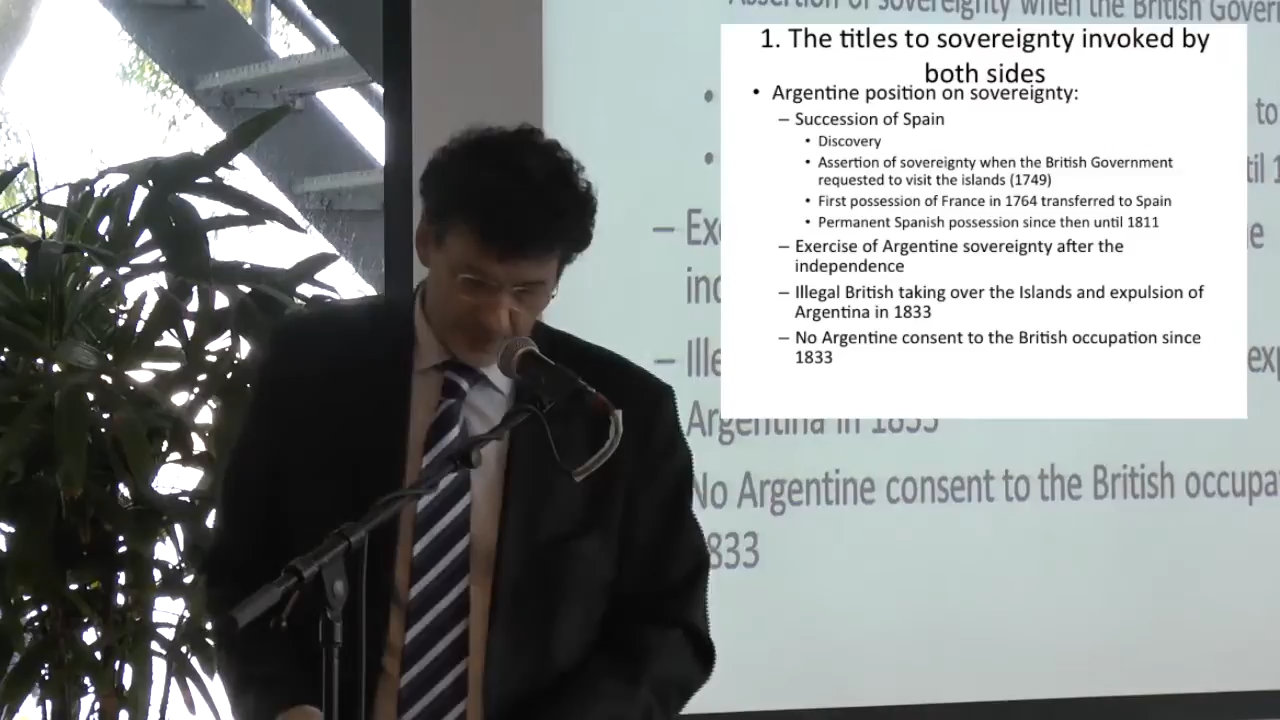 Assertion of sovereignty when the British Govern
1. The titles to sovereignty invoked by
both sides
• Argentine position on sovereignty:
– Succession of Spain
• Discovery
• Assertion of sovereignty when the British Government
requested to visit the islands (1749)
• First possession of France in 1764 transferred to Spain
• Permanent Spanish possession since then until 1811
– Exercise of Argentine sovereignty after the
independence
– Illegal British taking over the Islands and expulsion of
Argentina in 1833
– No Argentine consent to the British occupation since
1833
to
Argentina in 1833
No Argentine consent to the British occupa
833